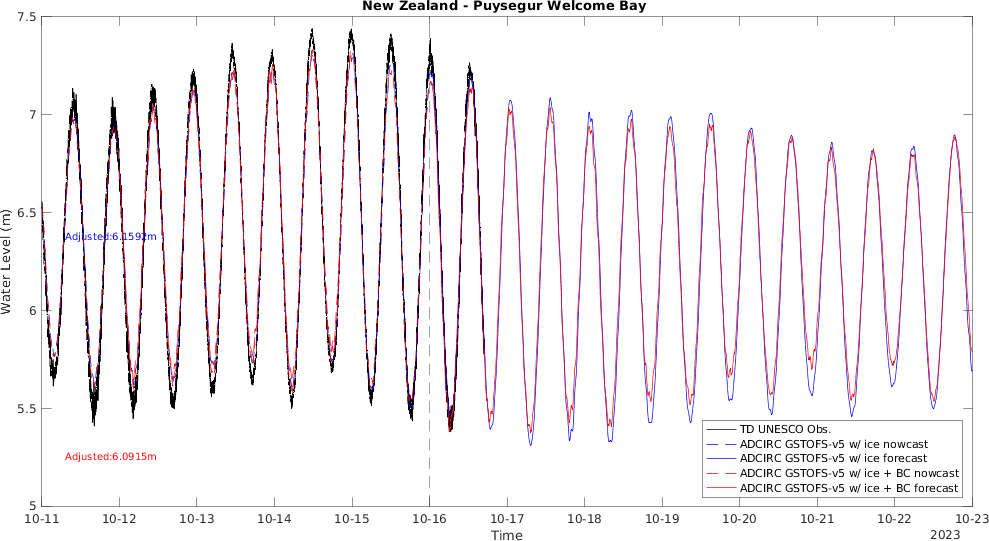 New Zealand - Puysegur Welcome Bay
7.5
7
6.5
6
5.5
5
Water Level (m)
Adjusted:6.1592m
Adjusted:6.0915m
TD UNESCO Obs.
ADCIRC GSTOFS-v5 w/ ice nowcast
ADCIRC GSTOFS-v5 w/ ice forecast
ADCIRC GSTOFS-v5 w/ ice + BC nowcast
ADCIRC GSTOFS-v5 w/ ice + BC forecast
10-11 10-12 10-13 10-14 10-15 10-16 10-17 10-18 10-19 10-20 10-21 10-22 10-23
Time
2023